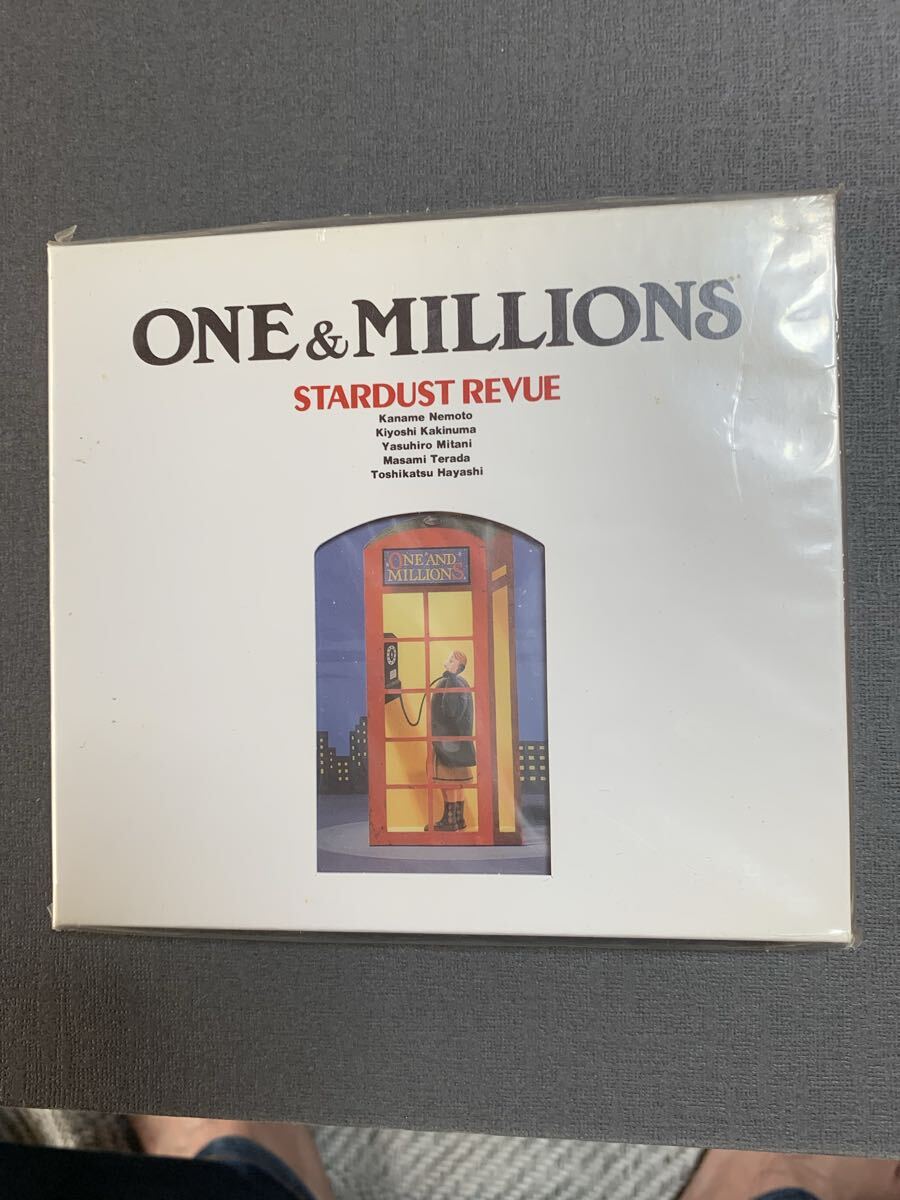 ONE & MILLIONS
STARDUST REVUE
Kaname Nemoto
Kiyoshi Kakinuma
Yasuhiro Mitani
Masami Terada
Toshikatsu Hayashi
ONE AND
MILLIONS